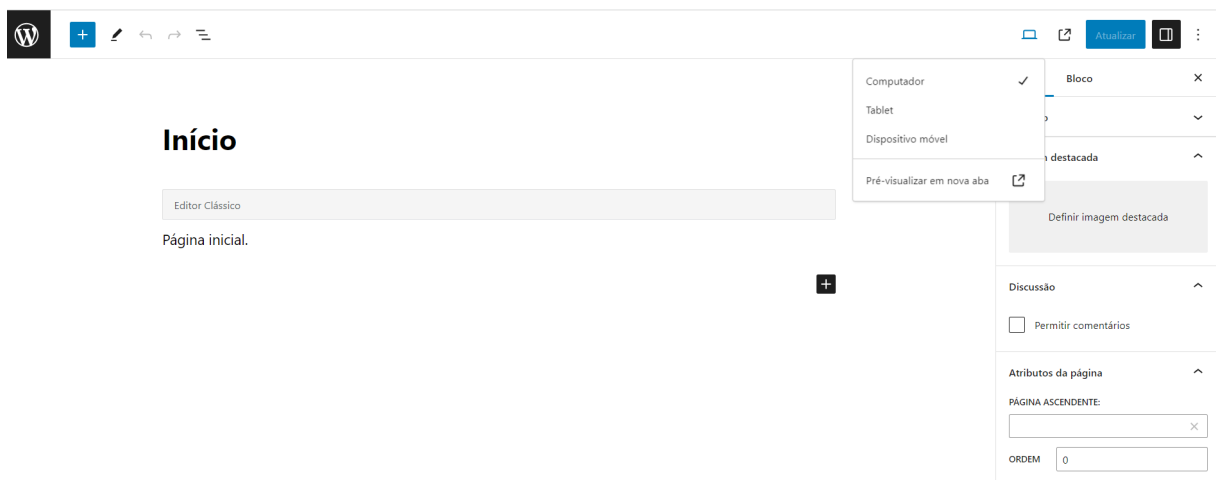 Atualizar
Computador
Bloco
Tablet
Dispositivo móvel
destacada
Pré-visualizar em nova aba
Início
Editor Clássico
Página inicial.
Definir imagem destacada
Discussão
Permitir comentários
Atributos da página
PÁGINA ASCENDENTE:
ORDEM 0